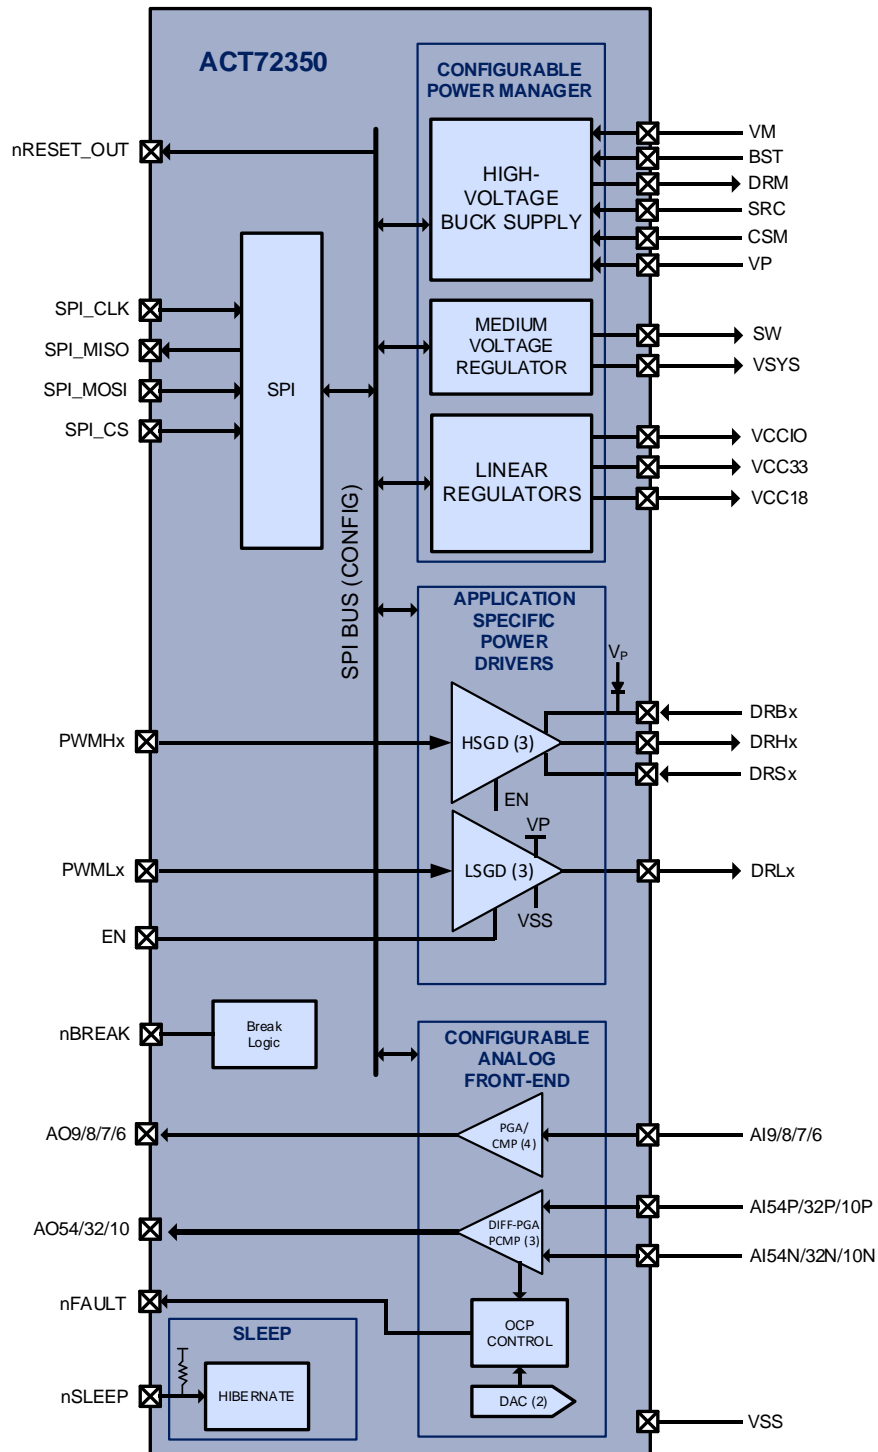 ACT72350
CONFIGURABLE
POWER MANAGER
nRESET_OUT
HIGH-
VOLTAGE
BUCK SUPPLY
VM
BST
DRM
SRC
CSM
VP
SPI_CLK
SPI_MISO
SPI_MOSI
SPI_CS
SPI
MEDIUM
VOLTAGE
REGULATOR
SW
VSYS
LINEAR
REGULATORS
VCCIO
VCC33
VCC18
SPI BUS (CONFIG)
APPLICATION
SPECIFIC
POWER
DRIVERS
VP
PWMHx
HSGD (3)
EN
DRBx
DRHx
DRSx
PWMLx
VP
LSGD (3)
VSS
DRLx
EN
nBREAK
Break
Logic
CONFIGURABLE
ANALOG
FRONT-END
AO9/8/7/6
PGA/
CMP (4)
AI9/8/7/6
AO54/32/10
DIFF-PGA
PCMP (3)
AI54P/32P/10P
AI54N/32N/10N
nFAULT
OCP
CONTROL
SLEEP
nSLEEP
HIBERNATE
DAC (2)
VSS